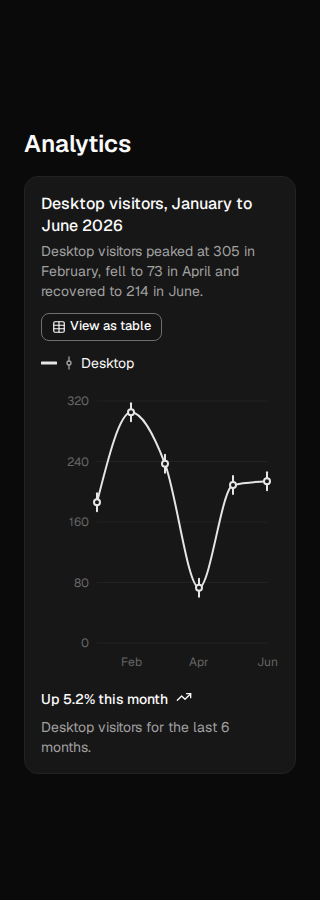 Analytics
Desktop visitors, January to
June 2026
Desktop visitors peaked at 305 in
February, fell to 73 in April and
recovered to 214 in June.
View as table
Desktop
320
240
160
80
0
Feb Apr Jun
Up 5.2% this month
Desktop visitors for the last 6
months.